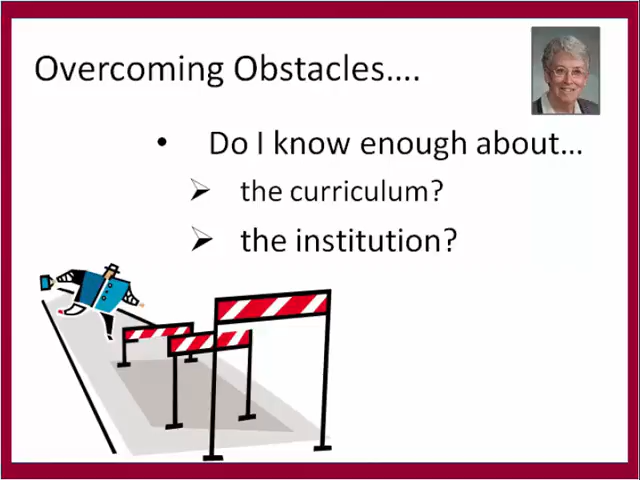 Overcoming Obstacles….
• Do I know enough about…
➢ the curriculum?
➢ the institution?